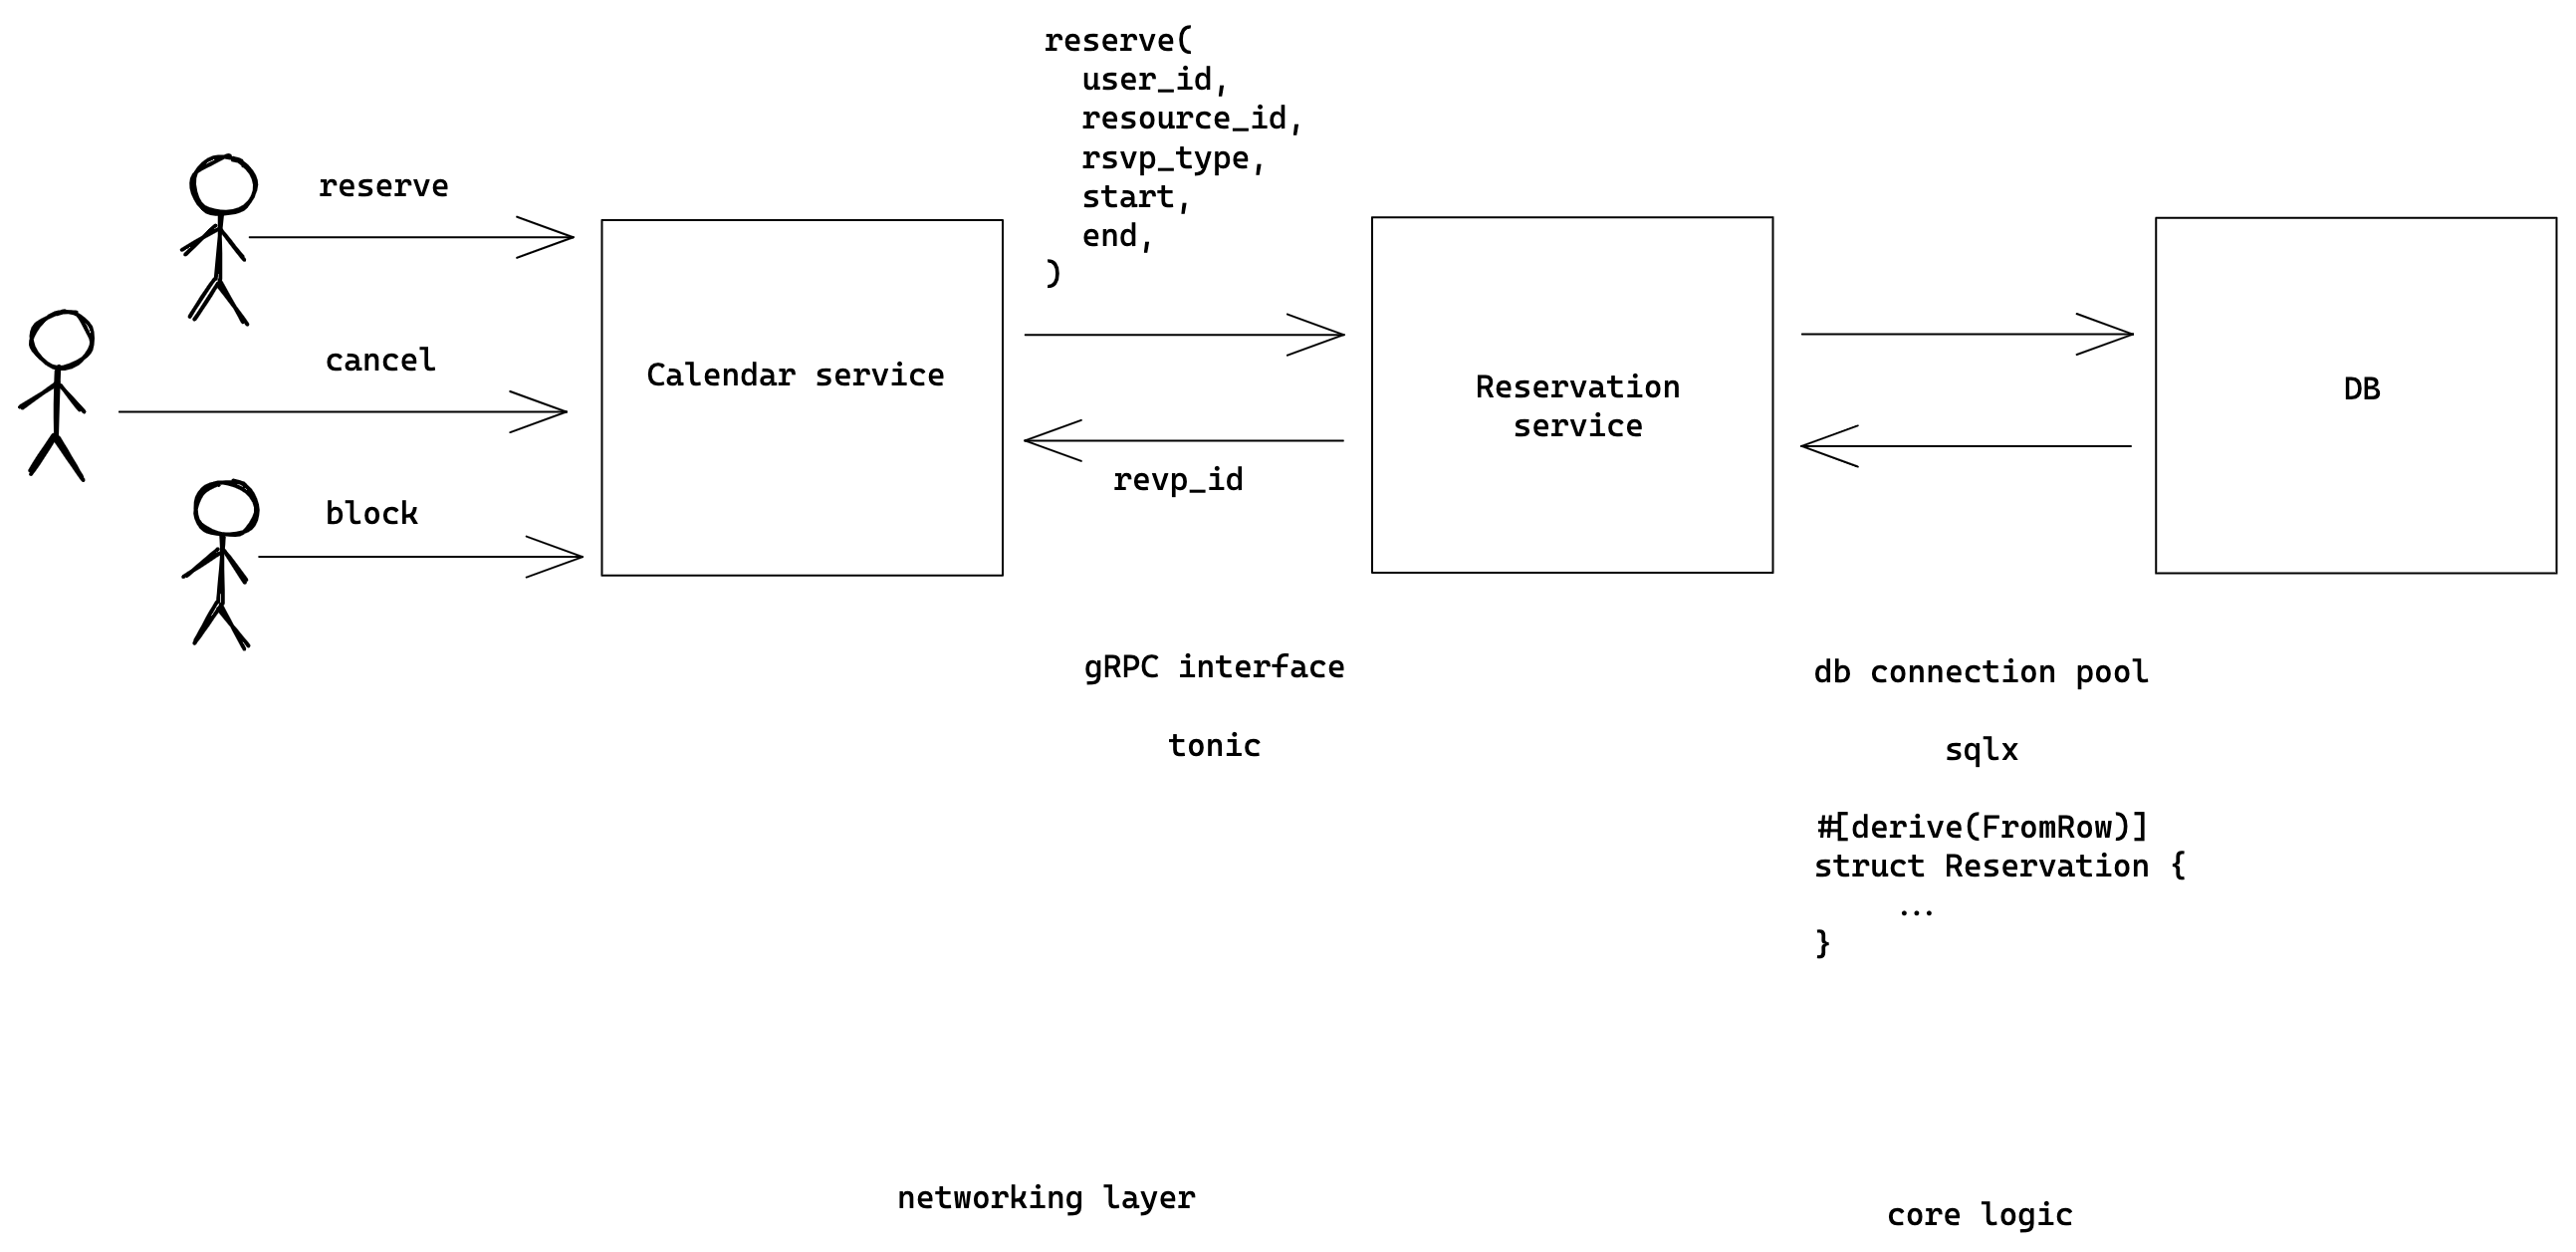 reserve(
user_id,
resource_id,
rsvp_type,
start,
end,
)
reserve
cancel
block
Calendar service
revp_id
Reservation
service
DB
gRPC interface
tonic
db connection pool
sqlx
#[derive(FromRow)]
struct Reservation {
...
}
networking layer
core logic